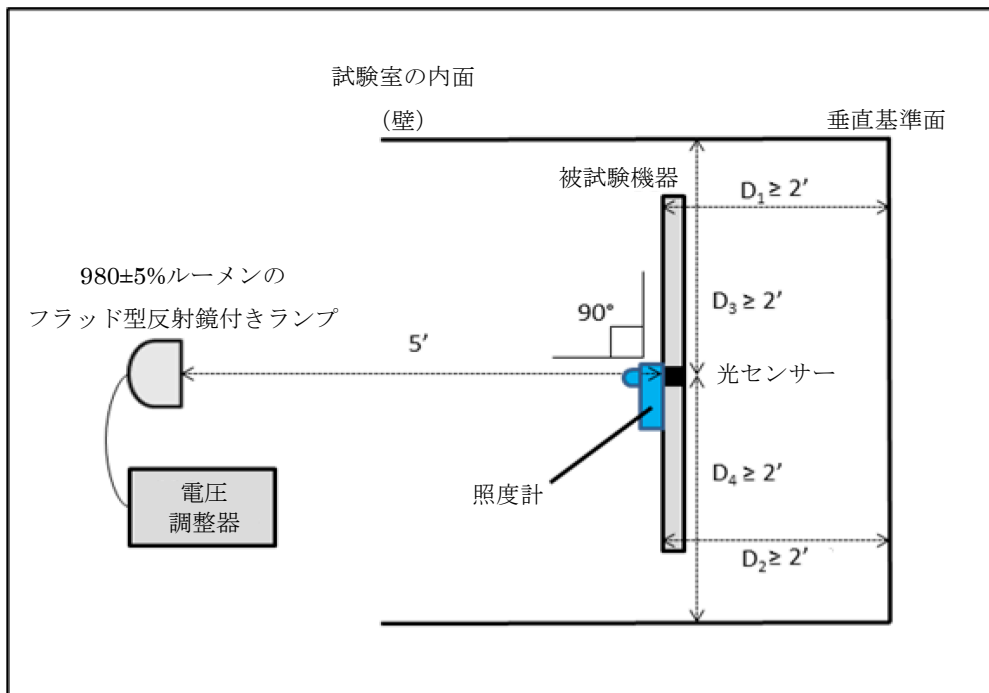 試験室の内面
（壁）
垂直基準面
被試験機器
D₁ ≥ 2'
980±5%ルーメンの
フラッド型反射鏡付きランプ
90°
D₃ ≥ 2'
5'
光センサー
電圧
調整器
照度計
D₄ ≥ 2'
D₂ ≥ 2'